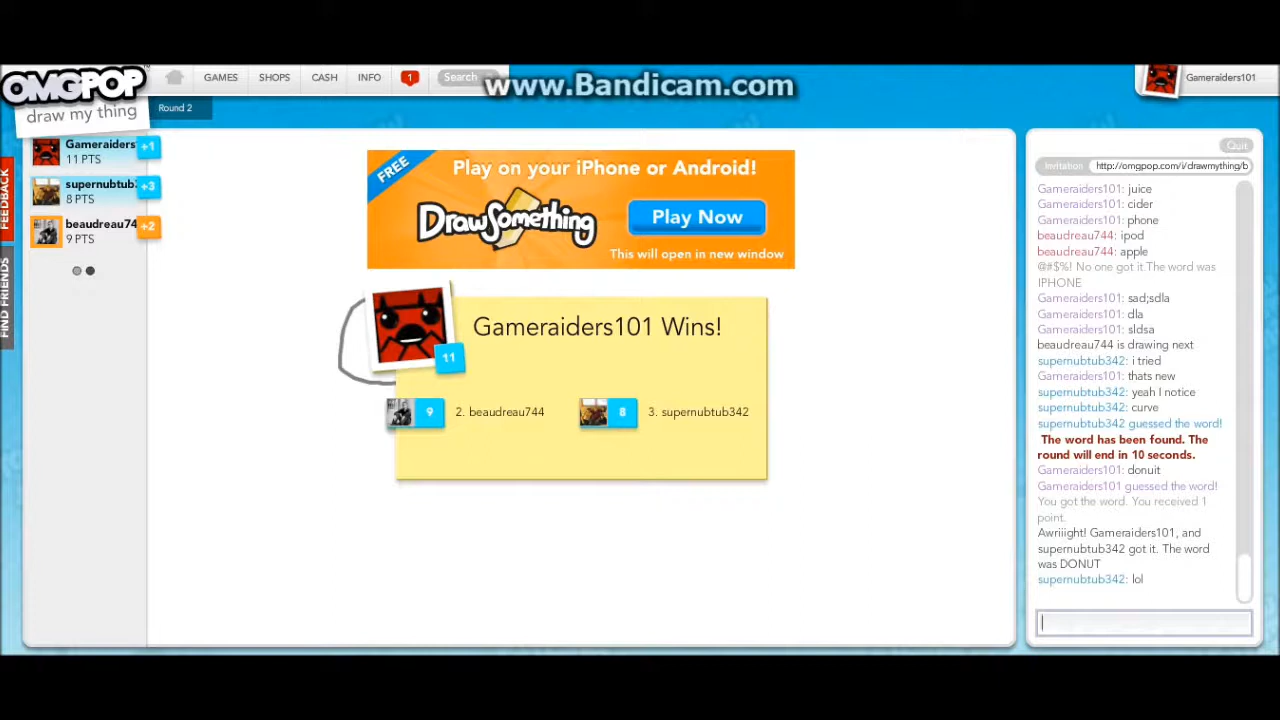 www.Bandicam.com
OMGPOP
draw my thing
GAMES
SHOPS
CASH
INFO
1
Search
Gameraiders101
Round 2
FEEDBACK
FIND FRIENDS
Gameraiders
11 PTS
+1
supernubtub3
8 PTS
+3
beaudreau74
9 PTS
+2
FREE
Play on your iPhone or Android!
DrawSomething
Play Now
This will open in new window
Gameraiders101 Wins!
11
9
2. beaudreau744
8
3. supernubtub342
Quit
Invitation
http://omgpop.com/i/drawmything/b
Gameraiders101: juice
Gameraiders101: cider
Gameraiders101: phone
beaudreau744: ipod
beaudreau744: apple
@#$%! No one got it.The word was
IPHONE
Gameraiders101: sad;sdla
Gameraiders101: dla
Gameraiders101: sldsa
beaudreau744 is drawing next
supernubtub342: i tried
Gameraiders101: thats new
supernubtub342: yeah I notice
supernubtub342: curve
supernubtub342 guessed the word!
The word has been found. The
round will end in 10 seconds.
Gameraiders101: donuit
Gameraiders101 guessed the word!
You got the word. You received 1
point.
Awriiight! Gameraiders101, and
supernubtub342 got it. The word
was DONUT
supernubtub342: lol